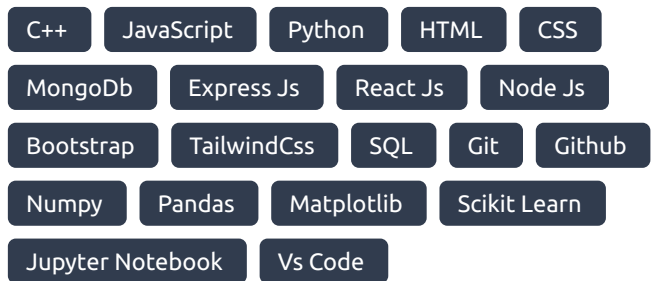 C++ JavaScript Python HTML CSS
MongoDb Express Js React Js Node Js
Bootstrap TailwindCss SQL Git Github
Numpy Pandas Matplotlib Scikit Learn
Jupyter Notebook Vs Code